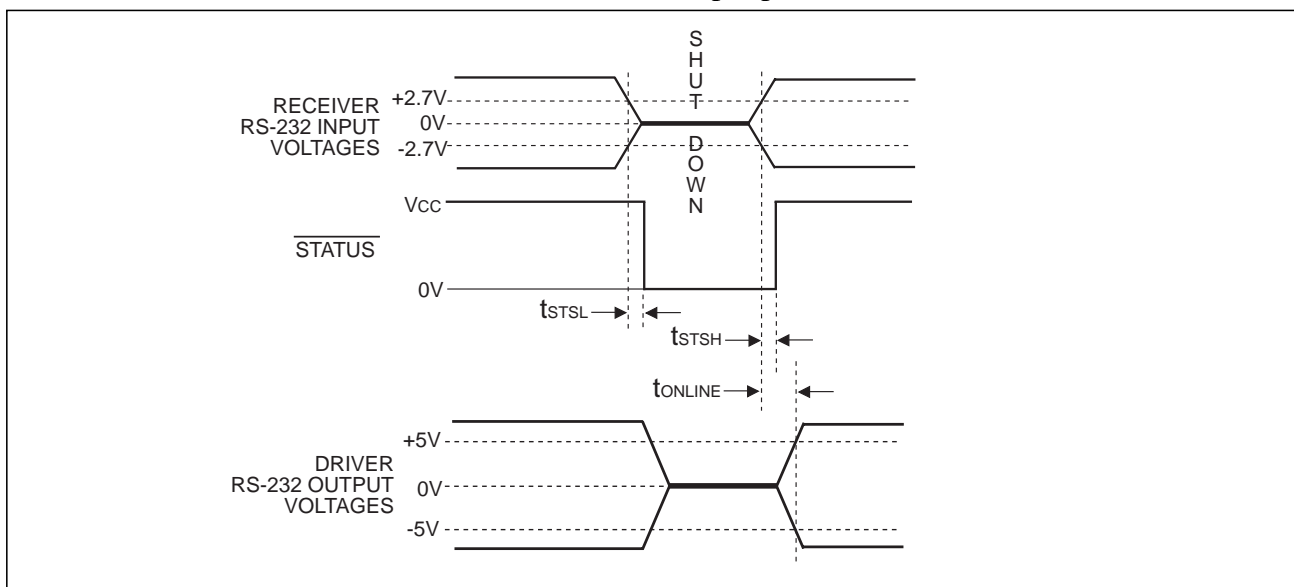 RECEIVER
RS-232 INPUT
VOLTAGES
+2.7V
0V
-2.7V
S
H
U
T
D
O
W
N
VCC
STATUS
0V
tSTSL
tSTSH
tONLINE
DRIVER
RS-232 OUTPUT
VOLTAGES
+5V
0V
-5V